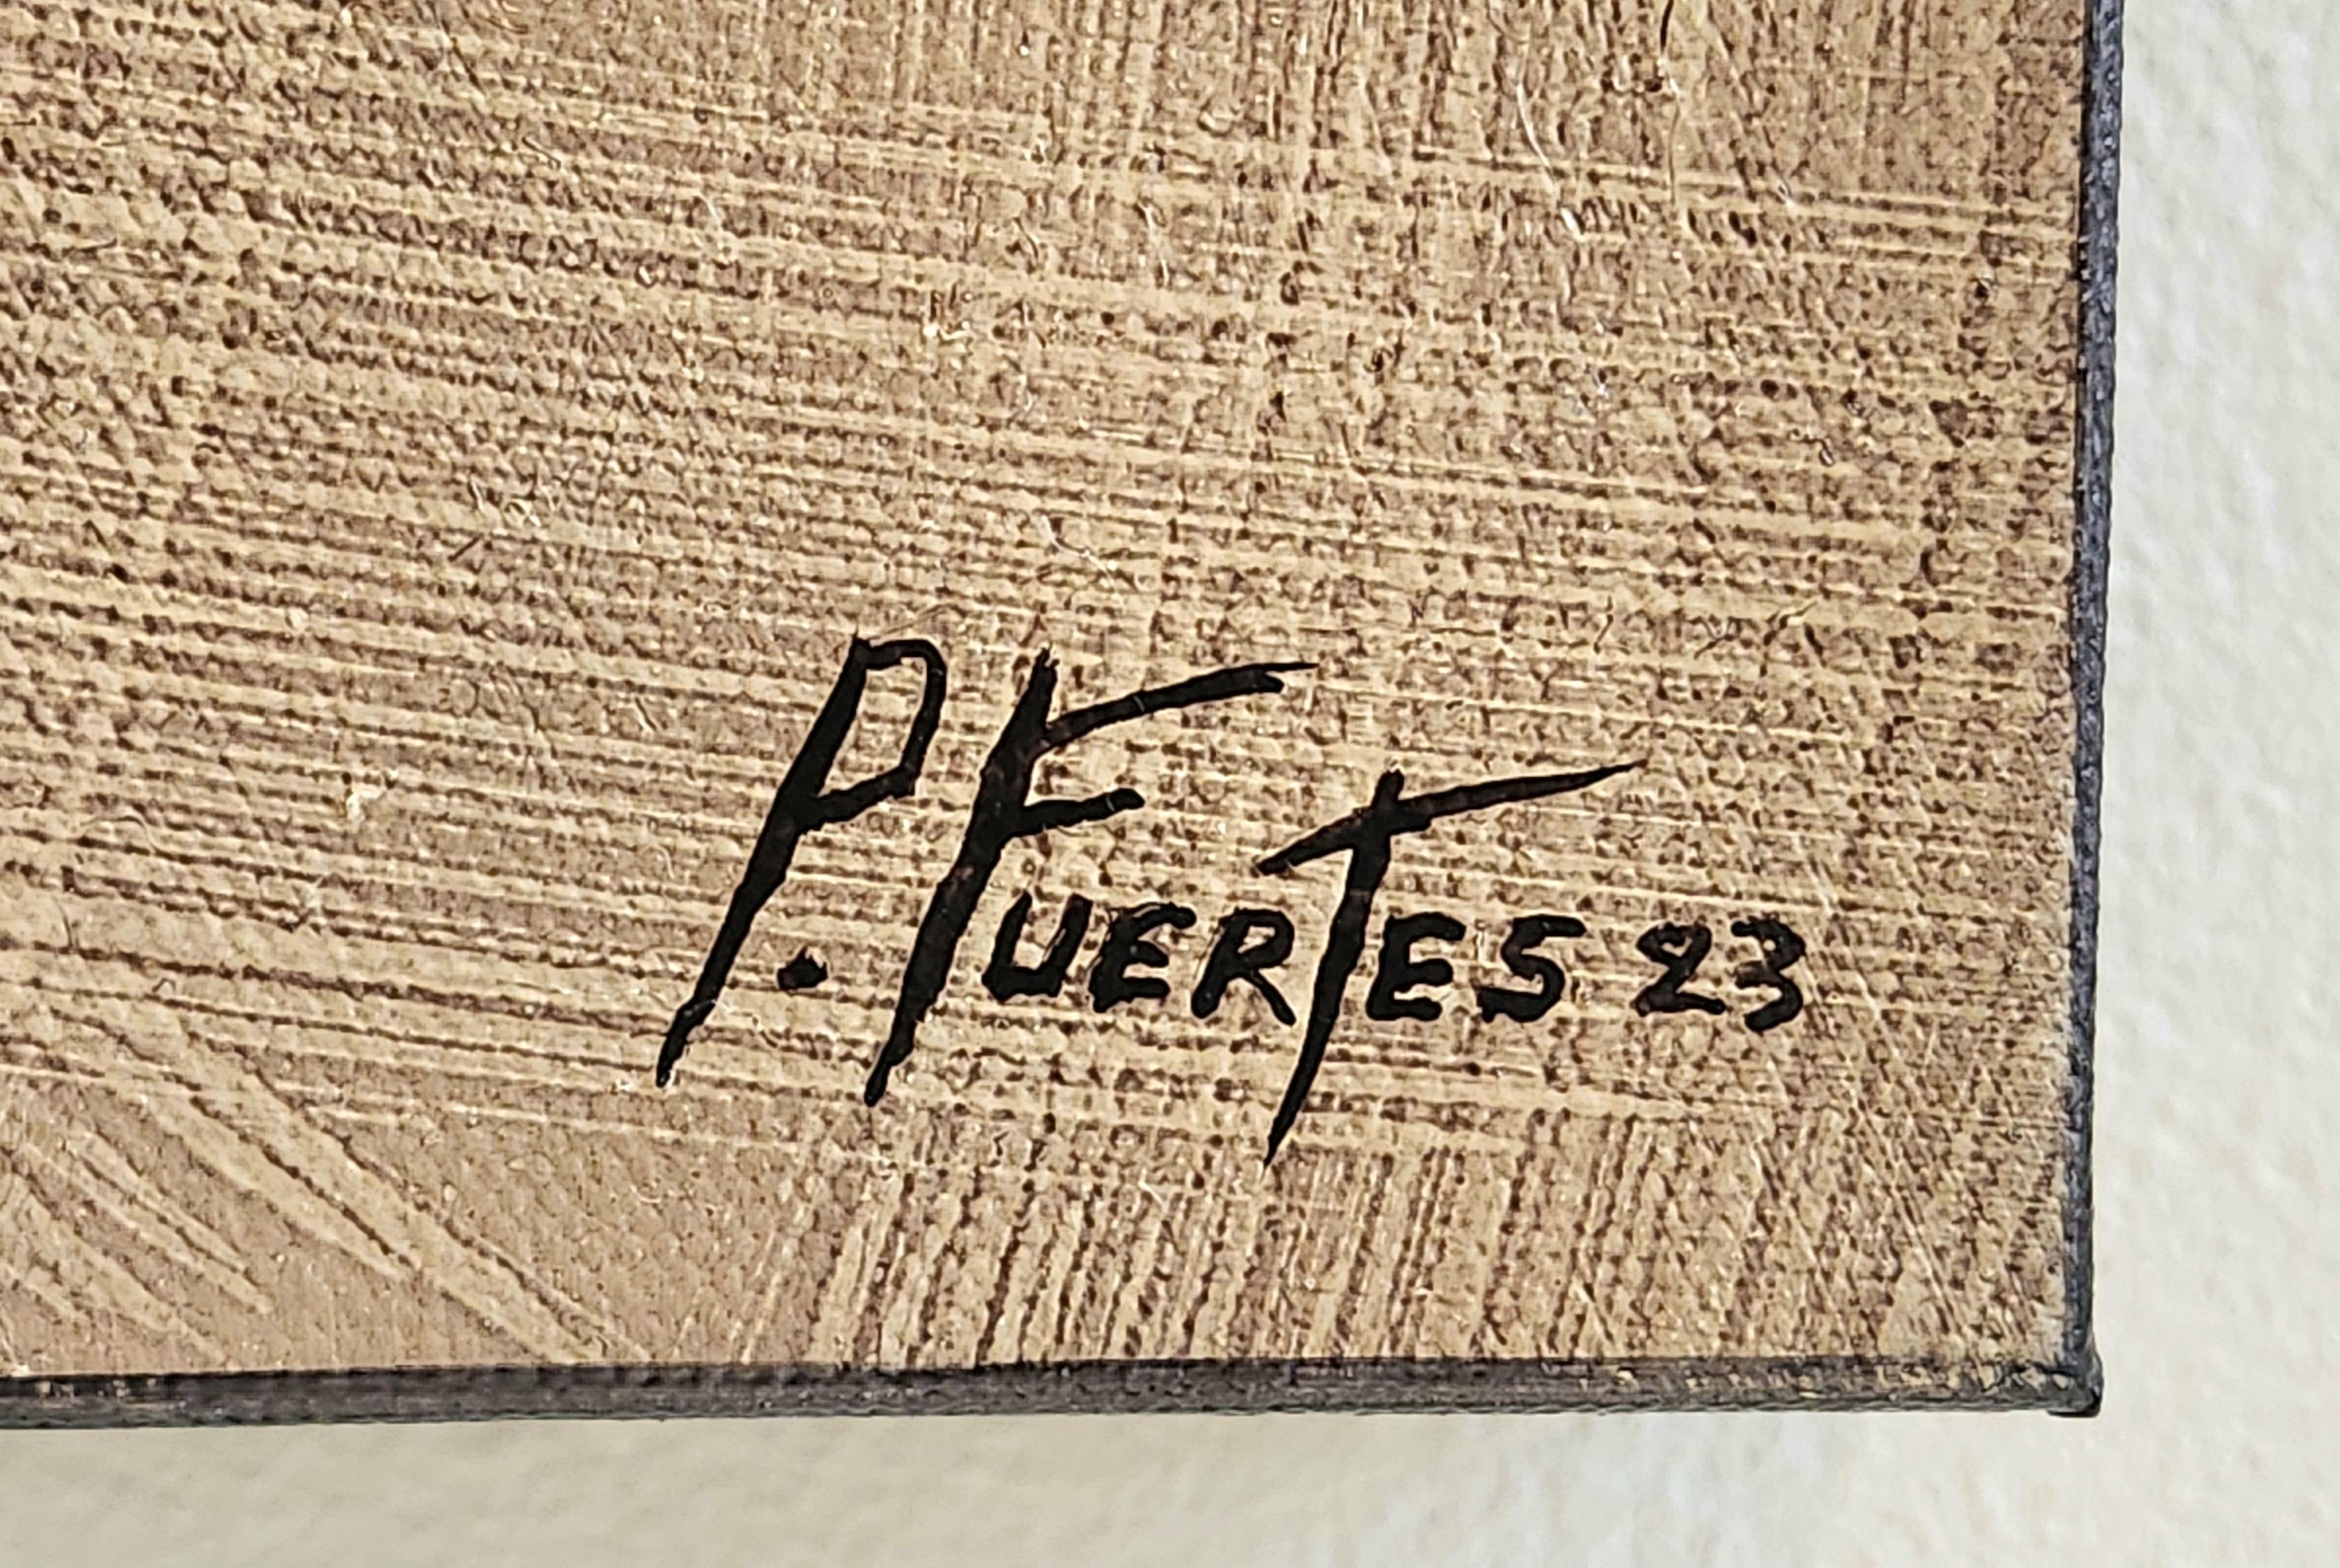 P. FUERTES 23